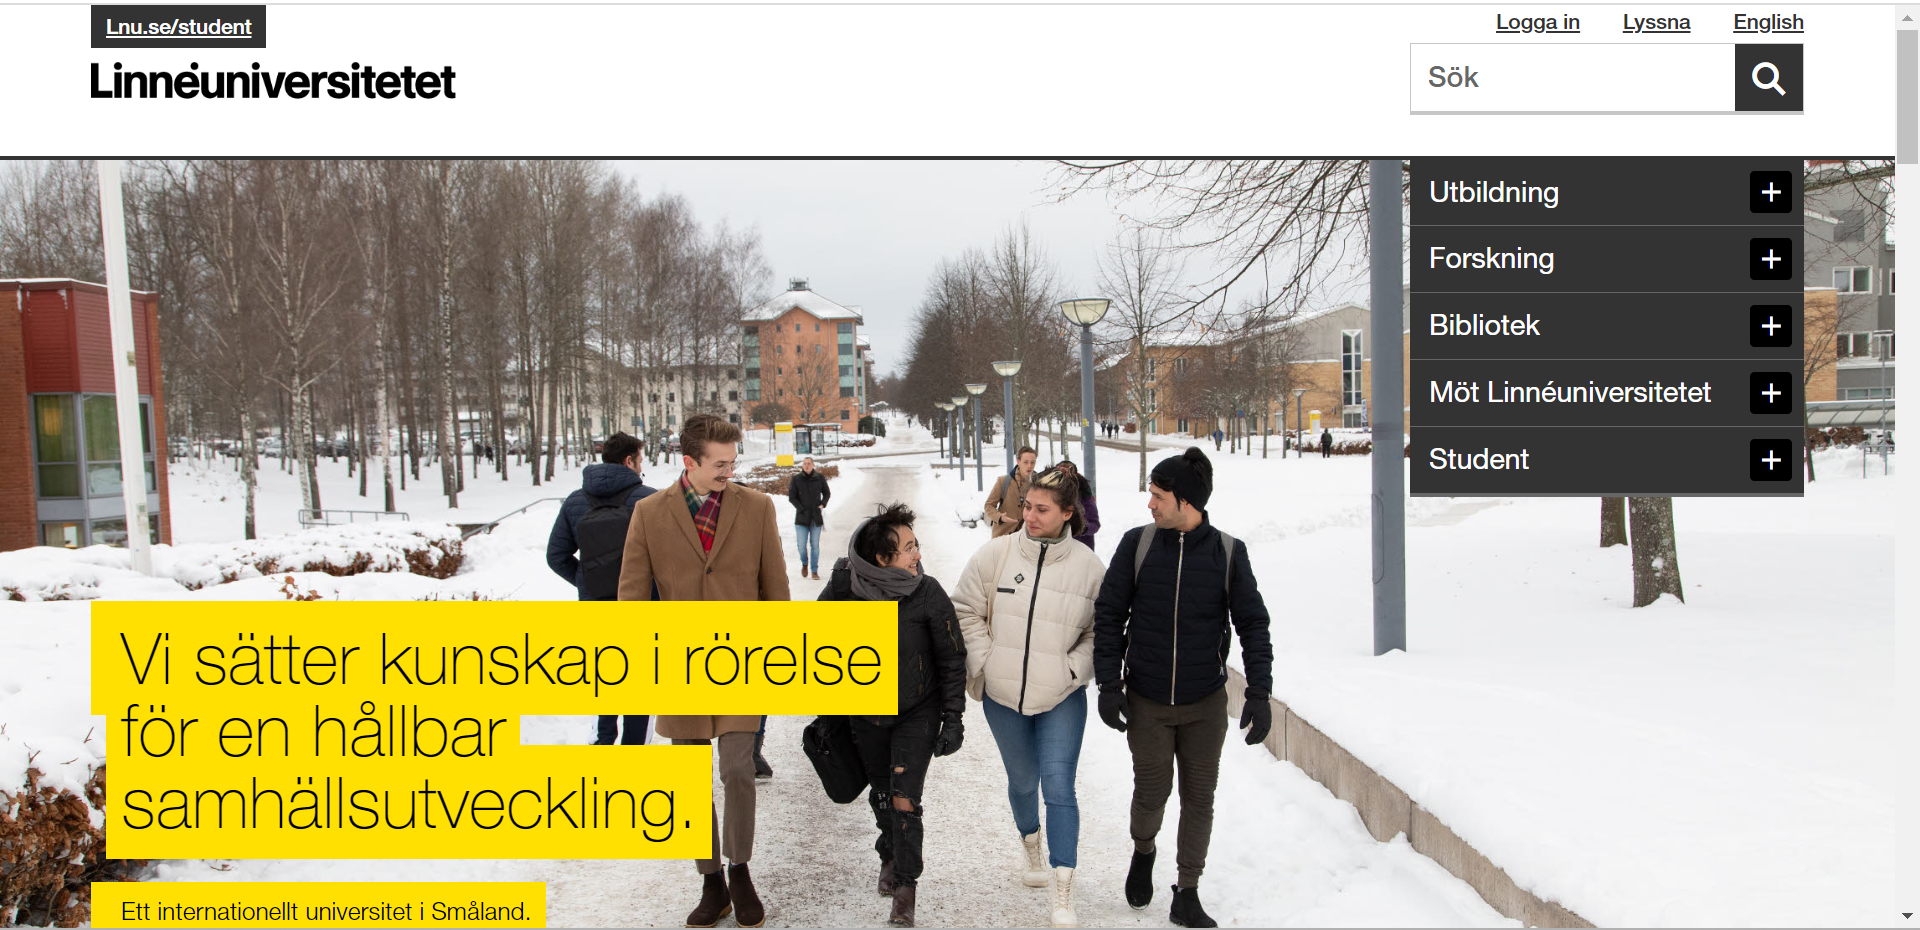 Lnu.se/student
Logga in
Lyssna
English
Linnéuniversitetet
Sök
Utbildning
Forskning
Bibliotek
Möt Linnéuniversitetet
Student
Vi sätter kunskap i rörelse
för en hållbar
samhällsutveckling.
Ett internationellt universitet i Småland.